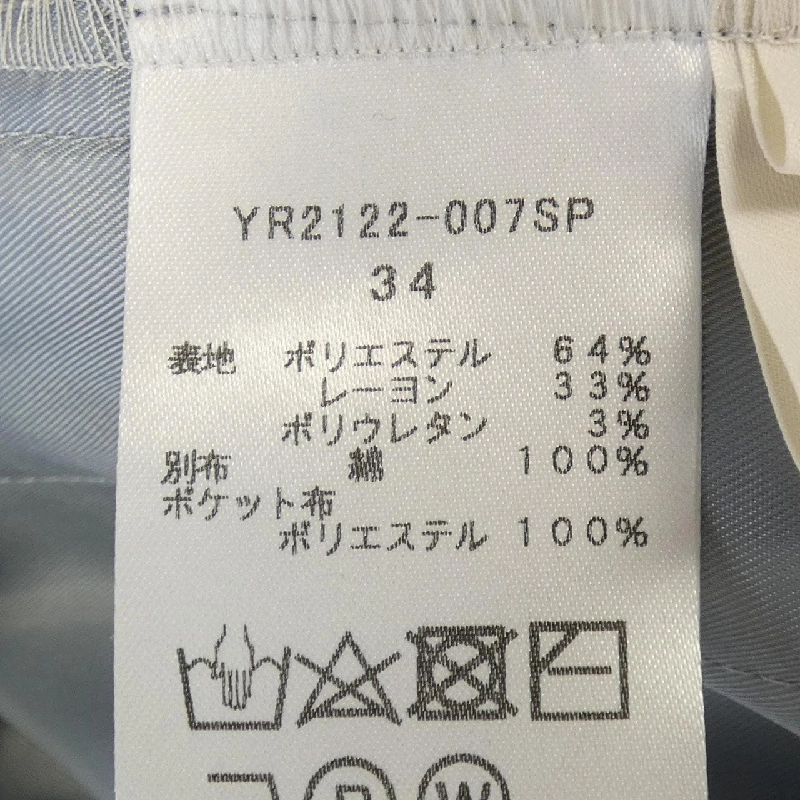 YR2122-007SP
34
表地 ポリエステル 64%
レーヨン 33%
ポリウレタン 3%
別布 綿 100%
ポケット布
ポリエステル 100%
P W